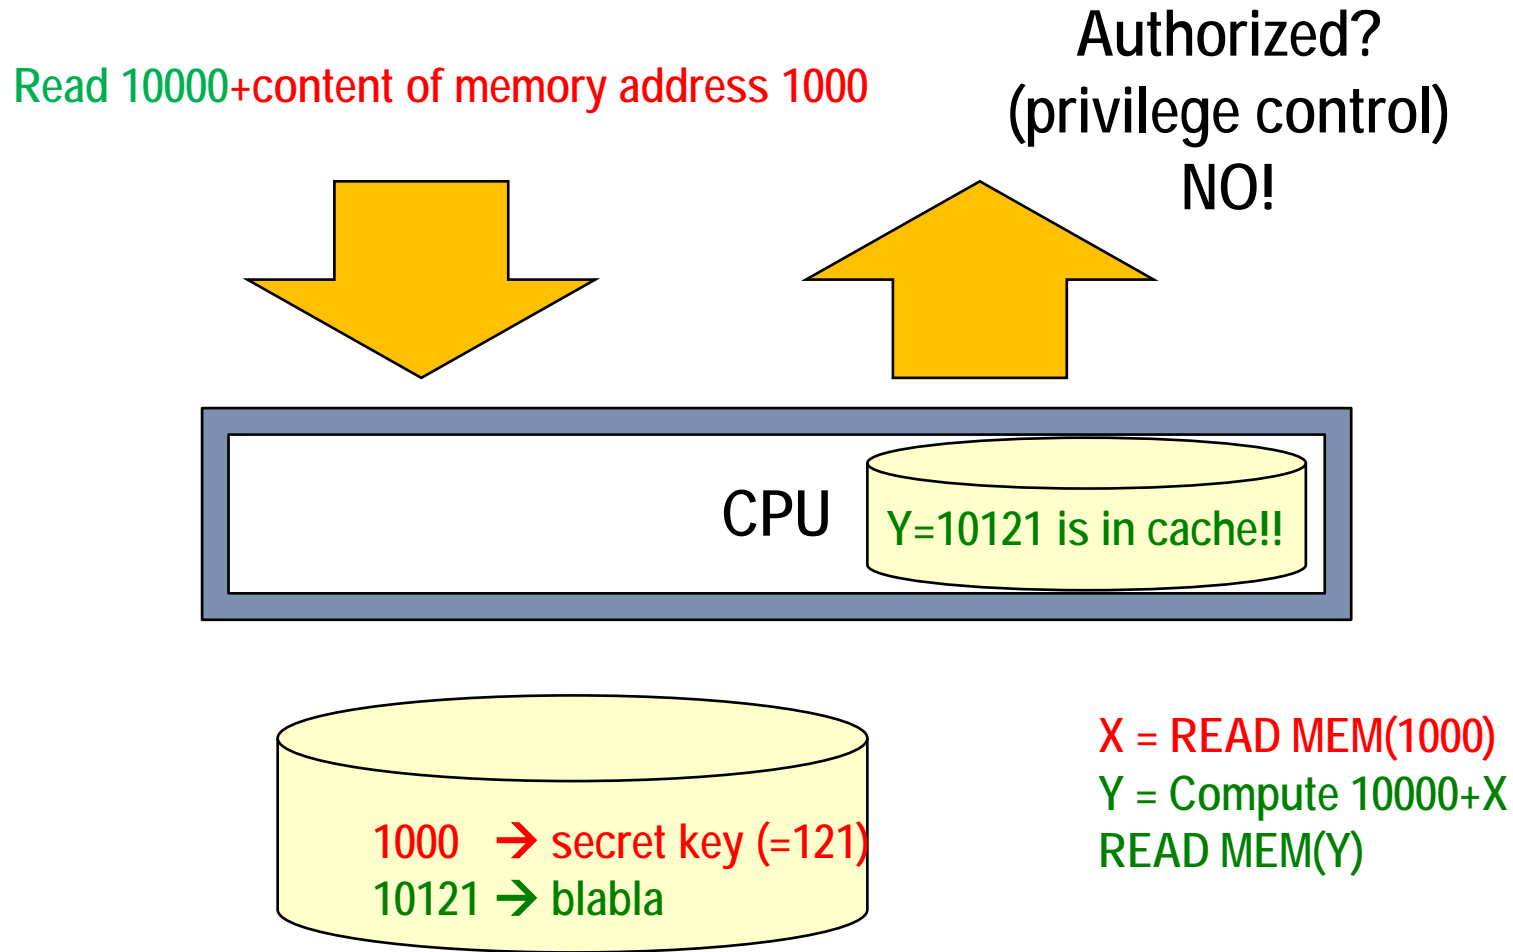 Authorized?
Read 10000+content of memory address 1000
(privilege control)
NO!
CPU
Y=10121 is in cache!!
X = READ MEM(1000)
Y = Compute 10000+X
READ MEM(Y)
1000 → secret key (=121)
10121 → blabla